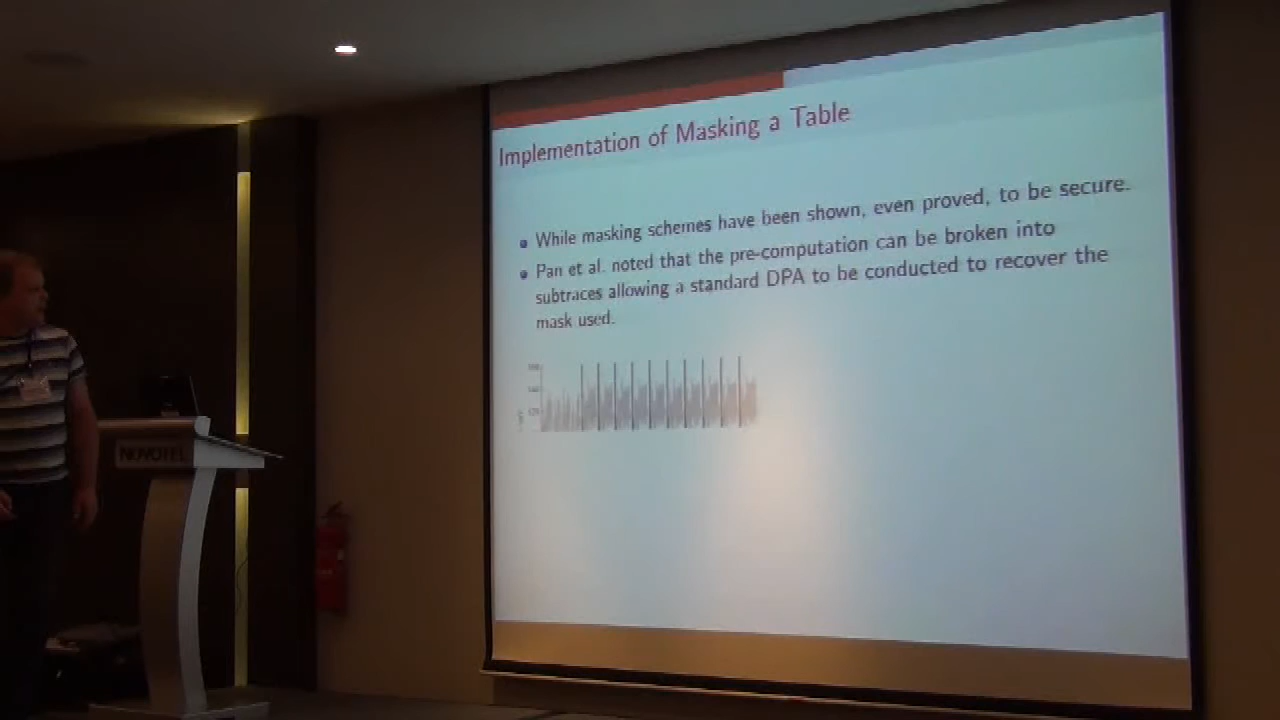 Implementation of Masking a Table
While masking schemes have been shown, even proved, to be secure.
Pan et al. noted that the pre-computation can be broken into
subtraces allowing a standard DPA to be conducted to recover the
mask used.
NOVOTEL